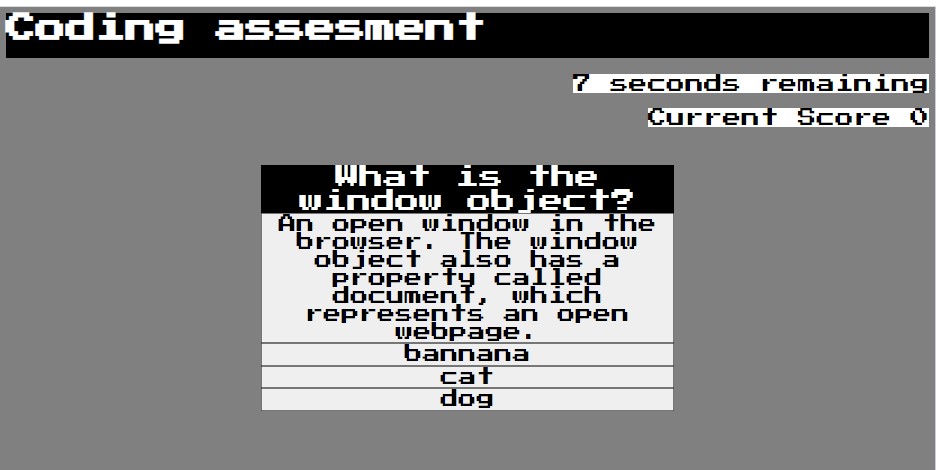 Coding assesment
7 seconds remaining
Current Score 0
What is the
window object?
An open window in the
browser. The window
object also has a
property called
document, which
represents an open
webpage.
bannana
cat
dog